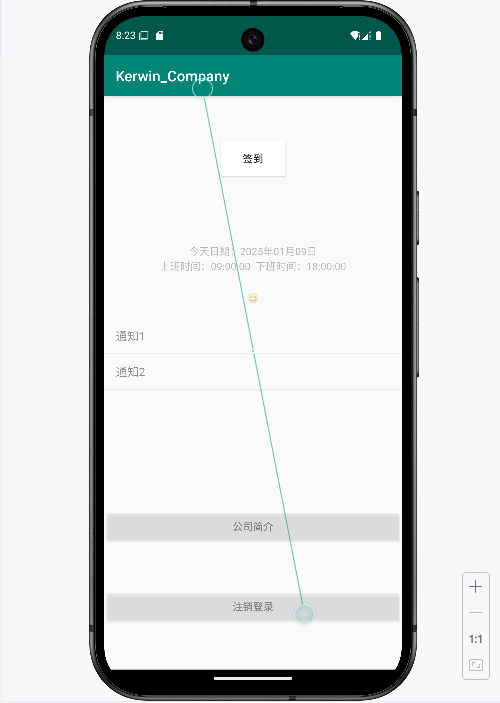 8:23
Kerwin_Company
签到
今天日期：2025年01月09日
上班时间：09:00:00 下班时间：18:00:00
通知1
通知2
公司简介
注销登录
1:1